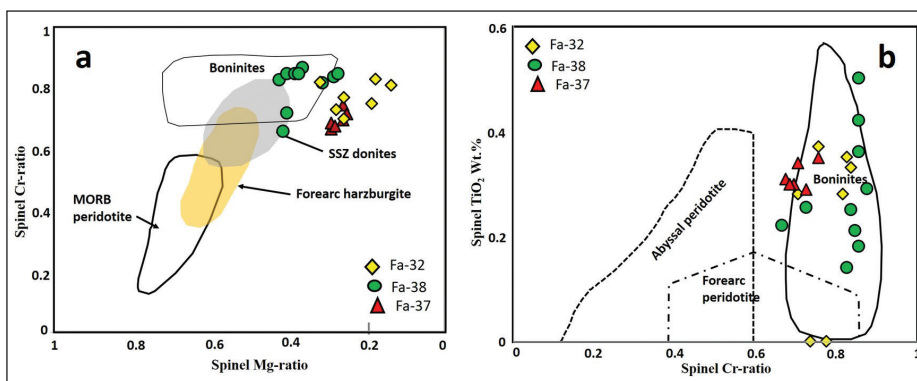 a
Boninites
SSZ donites
Forearc harzburgite
MORB
peridotite
Fa-32
Fa-38
Fa-37
Spinel Cr-ratio
1
0.8
0.6
0.4
0.2
0
1
0.8
0.6
0.4
0.2
0
Spinel Mg-ratio
b
Fa-32
Fa-38
Fa-37
Boninites
Abyssal peridotite
Forearc
peridotite
Spinel TiO2 Wt.%
0.6
0.4
0.2
0
0
0.2
0.4
0.6
0.8
1
Spinel Cr-ratio